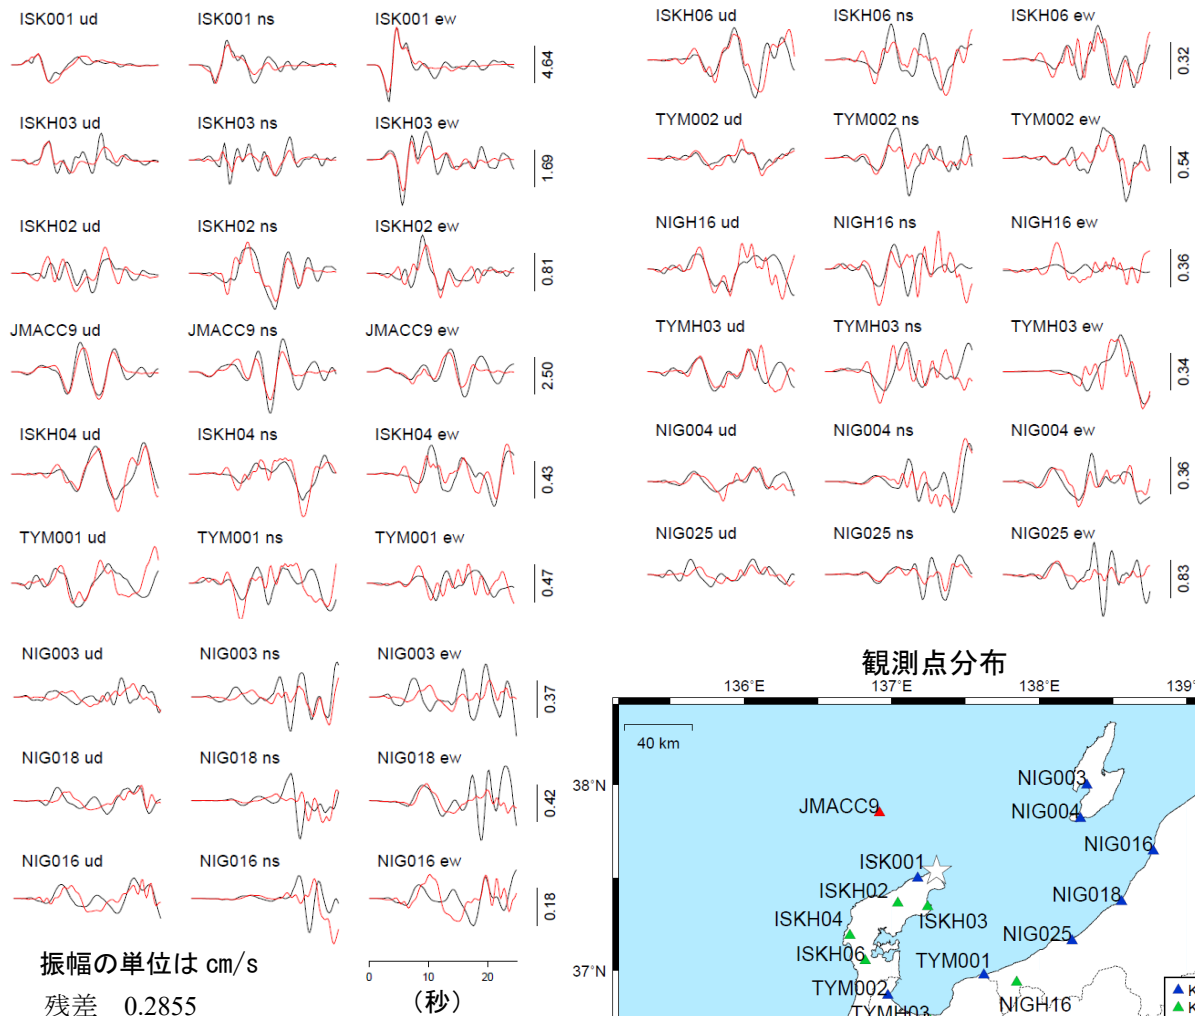 ISK001 ud ISK001 ns ISK001 ew 4.64
ISKH03 ud ISKH03 ns ISKH03 ew 1.69
ISKH02 ud ISKH02 ns ISKH02 ew 0.81
JMACC9 ud JMACC9 ns JMACC9 ew 2.50
ISKH04 ud ISKH04 ns ISKH04 ew 0.43
TYM001 ud TYM001 ns TYM001 ew 0.47
NIG003 ud NIG003 ns NIG003 ew 0.37
NIG018 ud NIG018 ns NIG018 ew 0.42
NIG016 ud NIG016 ns NIG016 ew 0.18
振幅の単位は cm/s
残差 0.2855
0 10 20
(秒)
ISKH06 ud ISKH06 ns ISKH06 ew 0.32
TYM002 ud TYM002 ns TYM002 ew 0.54
NIGH16 ud NIGH16 ns NIGH16 ew 0.36
TYMH03 ud TYMH03 ns TYMH03 ew 0.34
NIG004 ud NIG004 ns NIG004 ew 0.36
NIG025 ud NIG025 ns NIG025 ew 0.83
観測点分布
136°E 137°E 138°E 139°
40 km
38°N
37°N
NIG003
JMACC9
NIG004
NIG016
ISK001
ISKH02
NIG018
ISKH04
ISKH03
NIG025
ISKH06
TYM001
TYM002
NIGH16
TYMH03
K
K